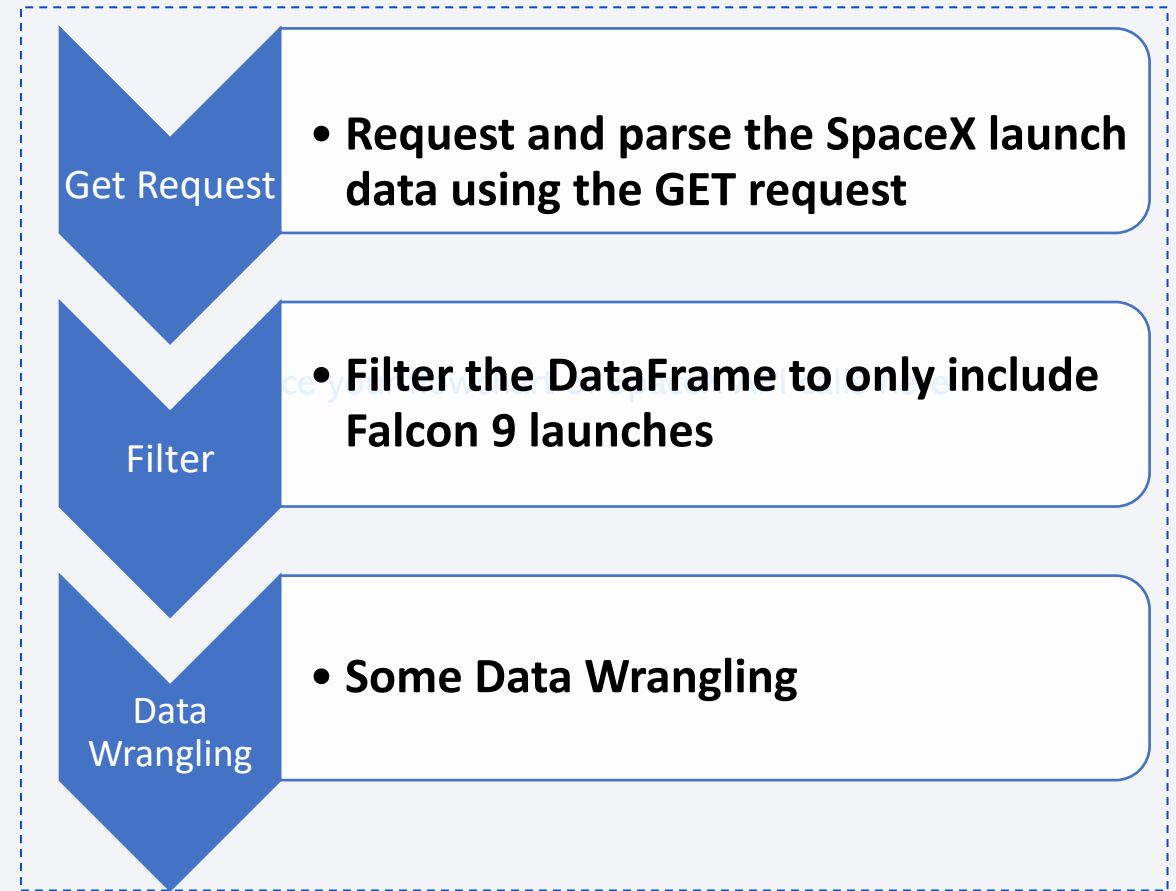 Get Request
• Request and parse the SpaceX launch
data using the GET request
Filter
• Filter the DataFrame to only include
Falcon 9 launches
Data
Wrangling
• Some Data Wrangling